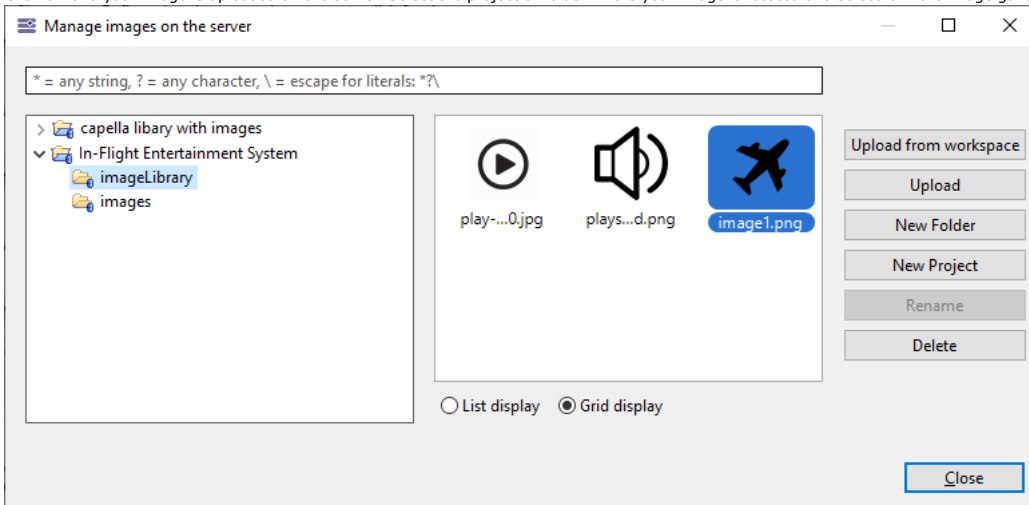 Manage images on the server
* = any string, ? = any character, \ = escape for literals: *?\
capella libary with images
In-Flight Entertainment System
imageLibrary
images
play-...0.jpg
plays...d.png
image1.png
Upload from workspace
Upload
New Folder
New Project
Rename
Delete
List display
Grid display
Close